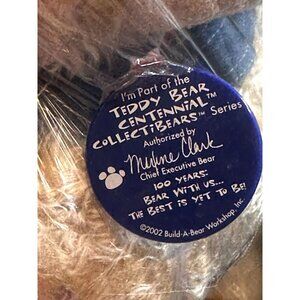 I'm Part of the
TEDDY BEAR
CENTENNIAL™
COLLECTIBEARS™ Series
Authorized by
Maxine Clark
Chief Executive Bear
100 YEARS:
BEAR WITH US...
THE BEST IS YET TO BE!
©2002 Build-A-Bear Workshop, Inc.